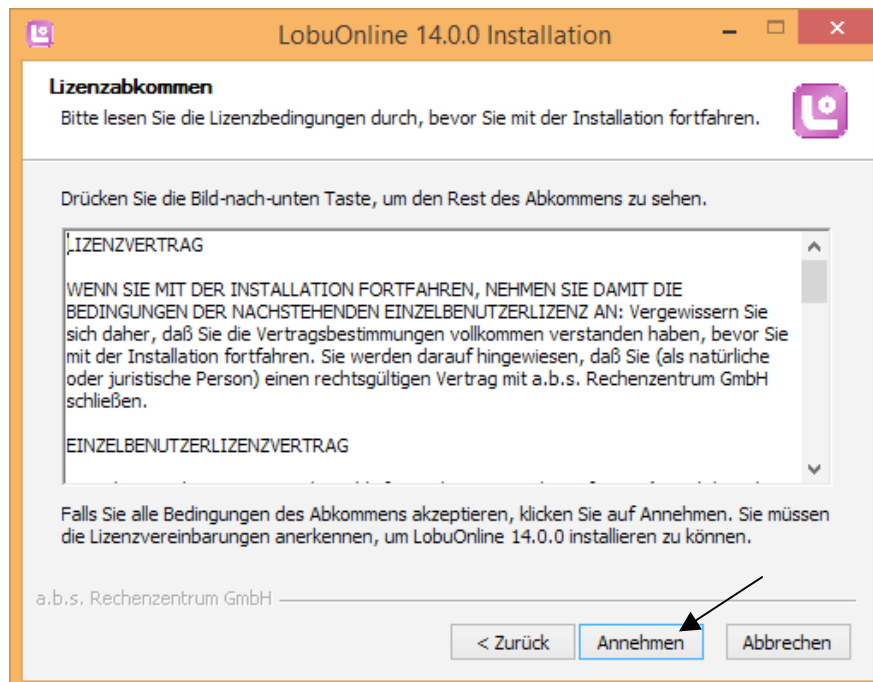 LobuOnline 14.0.0 Installation
Lizenzabkommen
Bitte lesen Sie die Lizenzbedingungen durch, bevor Sie mit der Installation fortfahren.
Drücken Sie die Bild-nach-unten Taste, um den Rest des Abkommens zu sehen.
LIZENZVERTRAG
WENN SIE MIT DER INSTALLATION FORTFAHREN, NEHMEN SIE DAMIT DIE
BEDINGUNGEN DER NACHSTEHENDEN EINZELBENUTZERLIZENZ AN: Vergewissern Sie
sich daher, daß Sie die Vertragsbestimmungen vollkommen verstanden haben, bevor Sie
mit der Installation fortfahren. Sie werden darauf hingewiesen, daß Sie (als natürliche
oder juristische Person) einen rechtsgültigen Vertrag mit a.b.s. Rechenzentrum GmbH
schließen.
EINZELBENUTZERLIZENZVERTRAG
Falls Sie alle Bedingungen des Abkommens akzeptieren, klicken Sie auf Annehmen. Sie müssen
die Lizenzvereinbarungen anerkennen, um LobuOnline 14.0.0 installieren zu können.
a.b.s. Rechenzentrum GmbH
< Zurück Annehmen Abbrechen